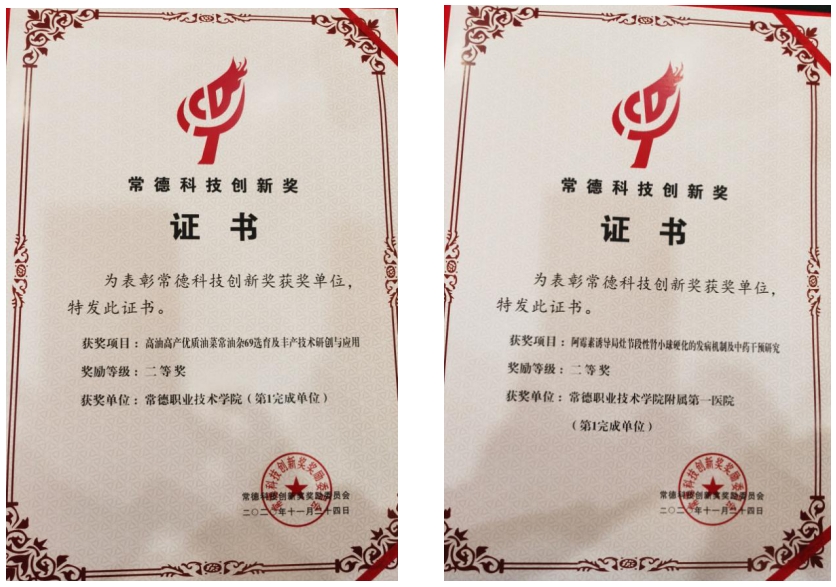 CDT
常德科技创新奖
证书
为表彰常德科技创新奖获奖单位，
特发此证书。
获奖项目：高油高产优质油菜常油杂69选育及丰产技术研创与应用
奖励等级：二等奖
获奖单位：常德职业技术学院（第1完成单位）
常德科技创新奖奖励委员会
CDT
常德科技创新奖
证书
为表彰常德科技创新奖获奖单位，
特发此证书。
获奖项目：阿霉素诱导局灶节段性肾小球硬化的发病机制及中药干预研究
奖励等级：二等奖
获奖单位：常德职业技术学院附属第一医院
（第1完成单位）
常德科技创新奖奖励委员会